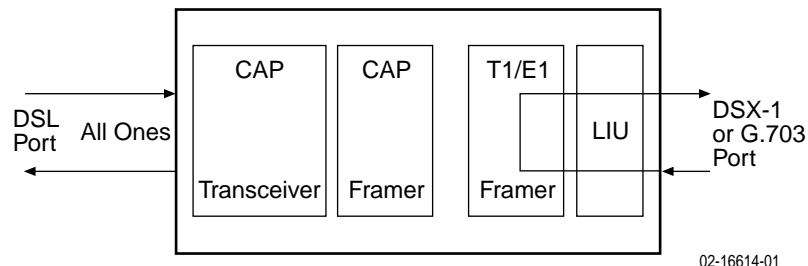 CAP
Transceiver
CAP
Framer
T1/E1
Framer
LIU
DSL
Port
All Ones
DSX-1
or G.703
Port
02-16614-01